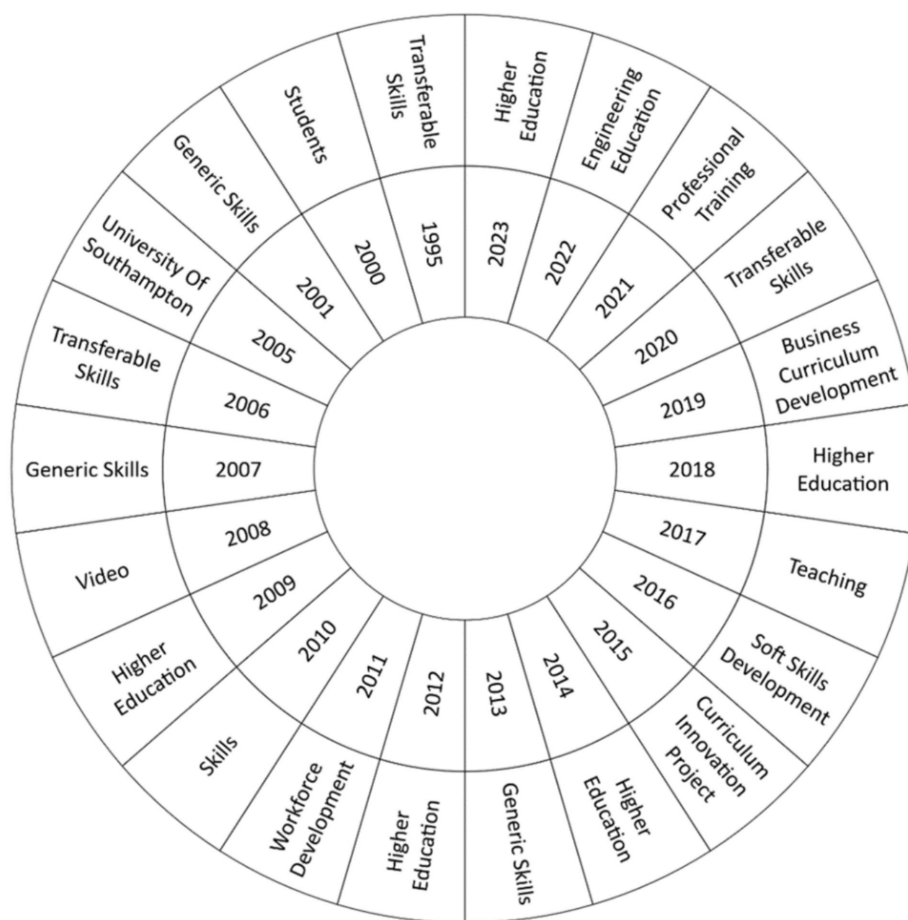 Higher
Education
2023
Engineering
Education
2022
Professional
Training
2021
Transferable
Skills
2020
Business
Curriculum
Development
2019
Higher
Education
2018
Teaching
2017
Soft Skills
Development
2016
Curriculum
Innovation
Project
2015
Higher
Education
2014
Generic Skills
2013
Higher
Education
2012
Workforce
Development
2011
Skills
2010
Higher
Education
2009
Video
2008
Generic Skills
2007
Transferable
Skills
2006
University Of
Southampton
2005
Generic Skills
2001
Students
2000
Transferable
Skills
1995